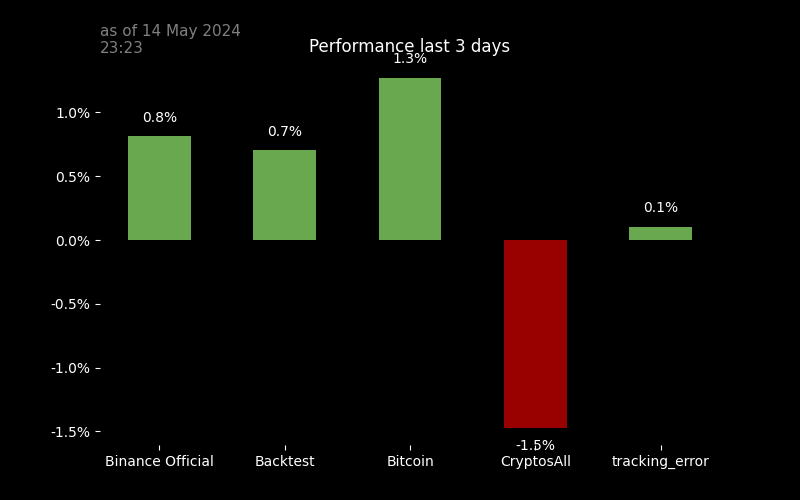 as of 14 May 2024
23:23
Performance last 3 days
1.3%
1.0%
0.8%
0.7%
0.5%
0.1%
0.0%
-0.5%
-1.0%
-1.5%
-1.5%
Binance Official
Backtest
Bitcoin
CryptosAll
tracking_error